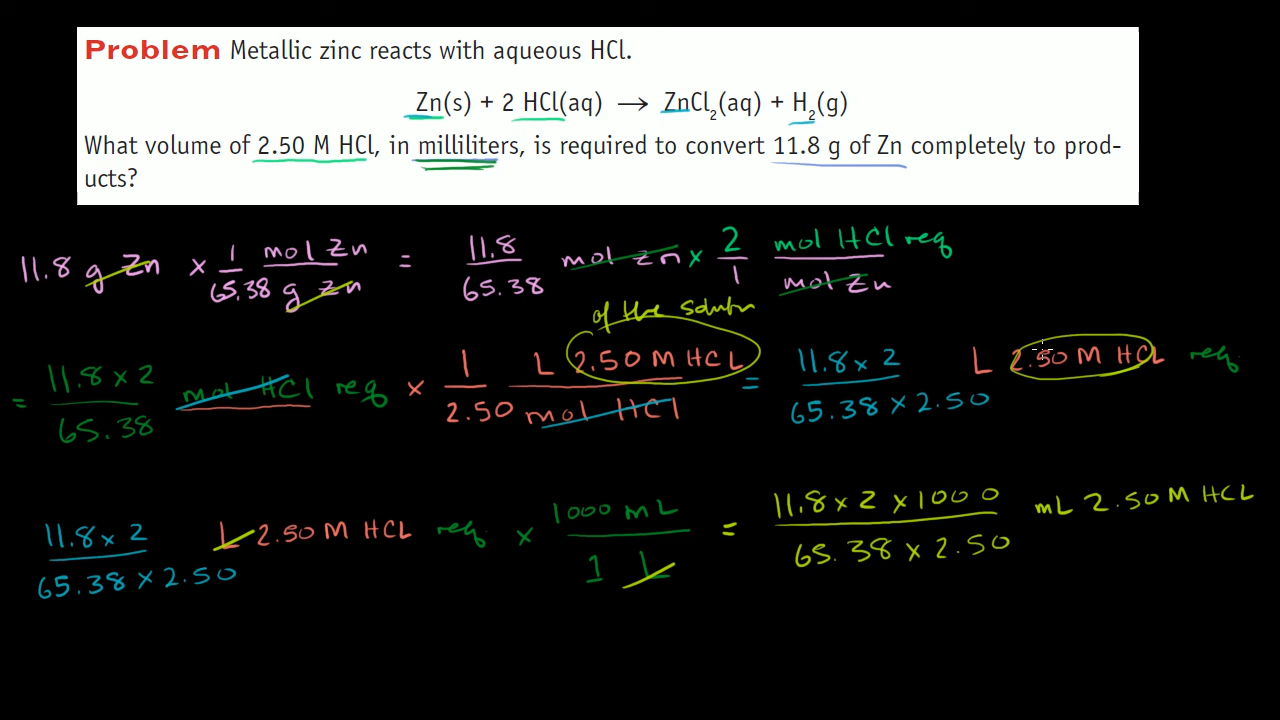 Problem Metallic zinc reacts with aqueous HCl.
Zn(s) + 2 HCl(aq) → ZnCl₂(aq) + H₂(g)
What volume of 2.50 M HCl, in milliliters, is required to convert 11.8 g of Zn completely to prod-
ucts?
11.8 g Zn × 1/65.38 mol Zn/g Zn = 11.8/65.38 mol Zn × 2/1 mol HCl req/mol Zn
of the solution
= 11.8 × 2/65.38 mol HCl req × 1/2.50 L 2.50 M HCL/mol HCL = 11.8 × 2/65.38 × 2.50 L 2.50 M HCL req
11.8 × 2/65.38 × 2.50 L 2.50 M HCL req × 1000 mL/1 L = 11.8 × 2 × 1000/65.38 × 2.50 mL 2.50 M HCL